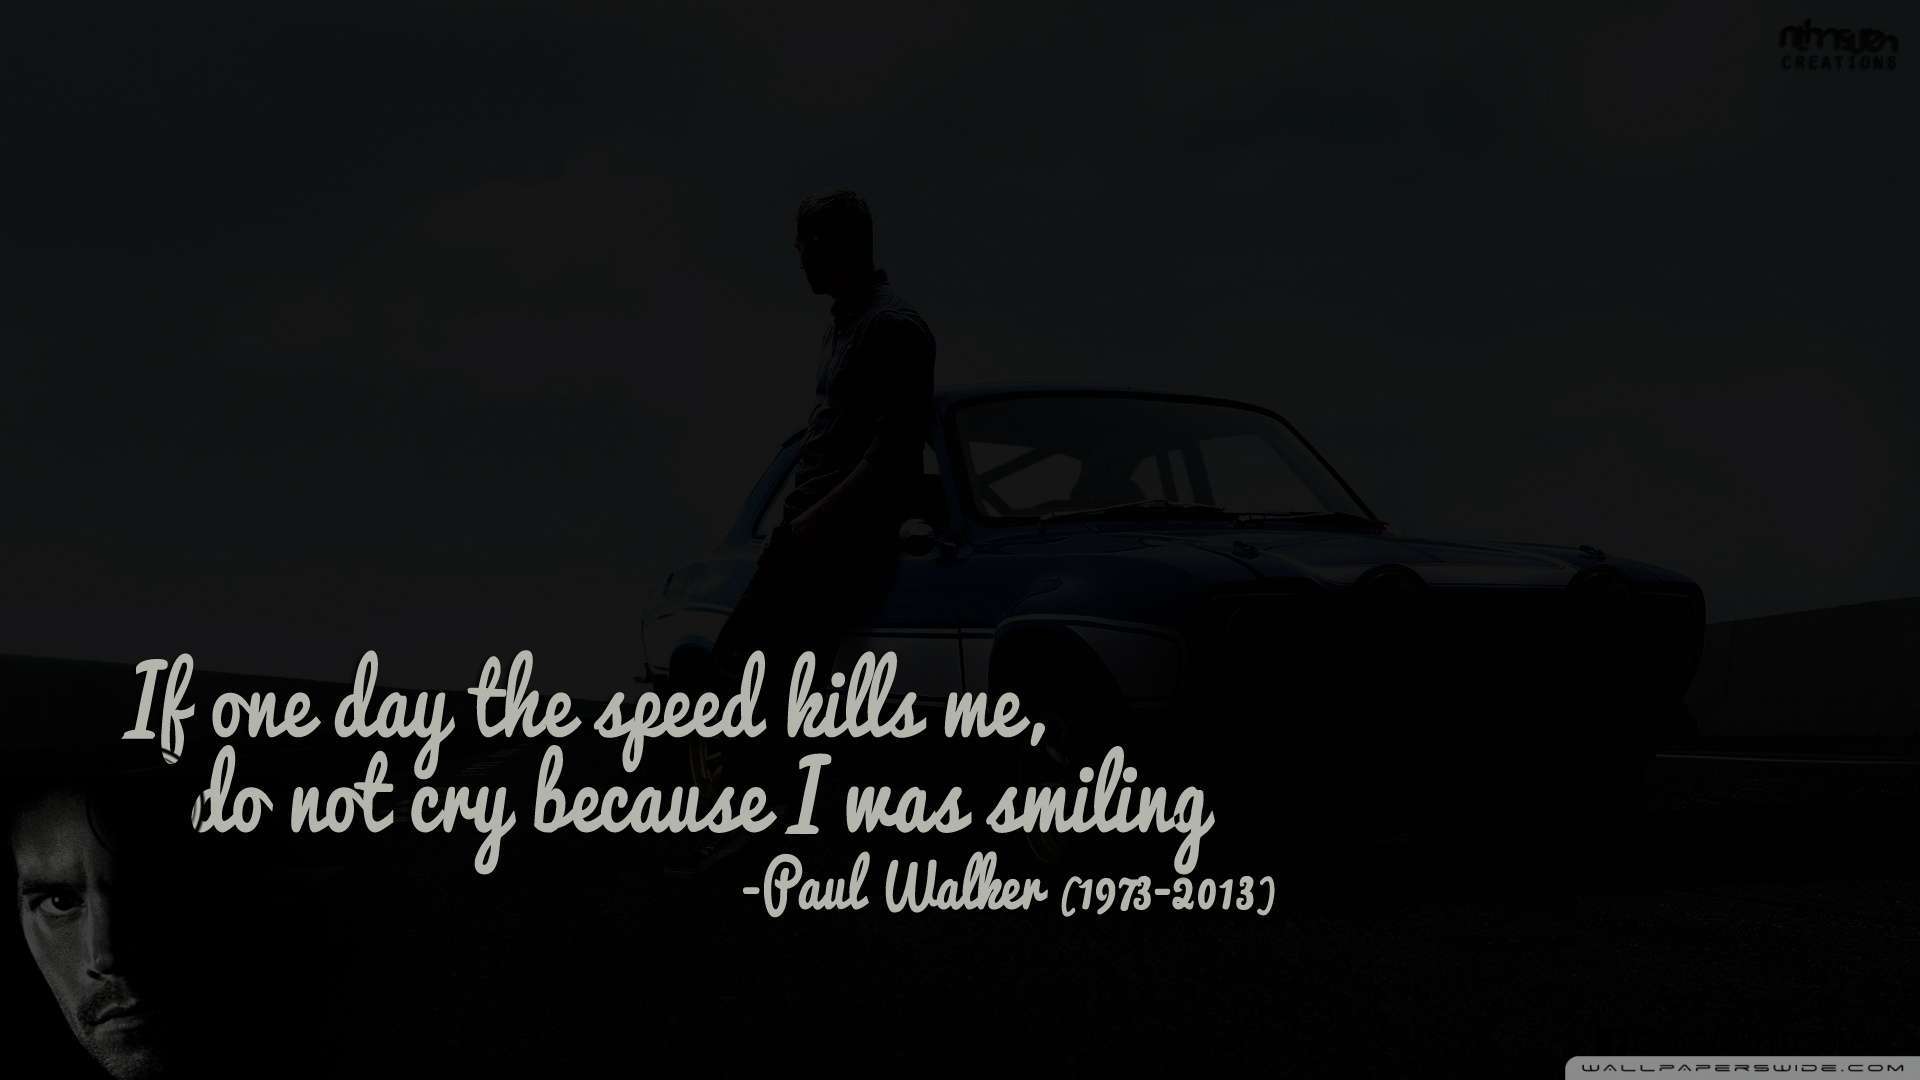 CREATIONS
If one day the speed kills me,
do not cry because I was smiling
-Paul Walker (1973-2013)
WALLPAPERSWIDE.COM